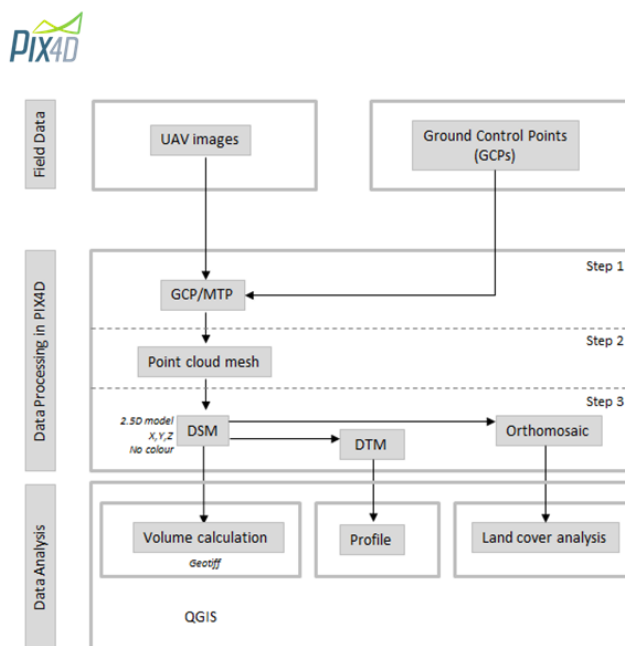 PIX4D
Field Data
UAV images
Ground Control Points
(GCPs)
Data Processing in PIX4D
Step 1
GCP/MTP
Step 2
Point cloud mesh
Step 3
2.5D model
X,Y,Z
No colour
DSM
DTM
Orthomosaic
Data Analysis
Volume calculation
Geotiff
Profile
Land cover analysis
QGIS